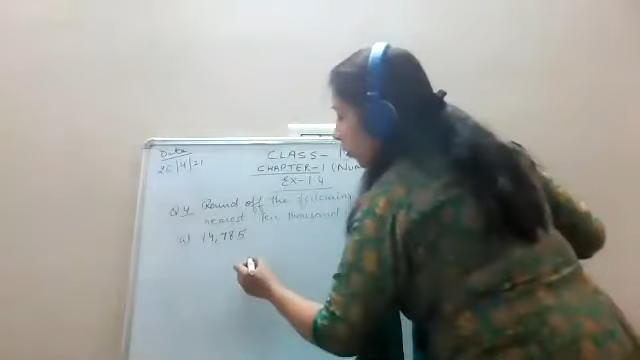 Date
26/4/21
CLASS-
CHAPTER-1 (Num
EX-1.4
Q4 Round off the following
nearest Ten thousand
a) 14,785